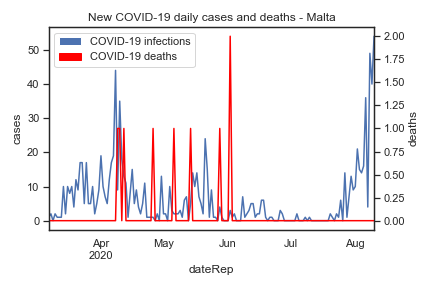 New COVID-19 daily cases and deaths - Malta
COVID-19 infections
COVID-19 deaths
50
40
30
20
10
0
cases
2.00
1.75
1.50
1.25
1.00
0.75
0.50
0.25
0.00
deaths
Apr May Jun Jul Aug
2020
dateRep